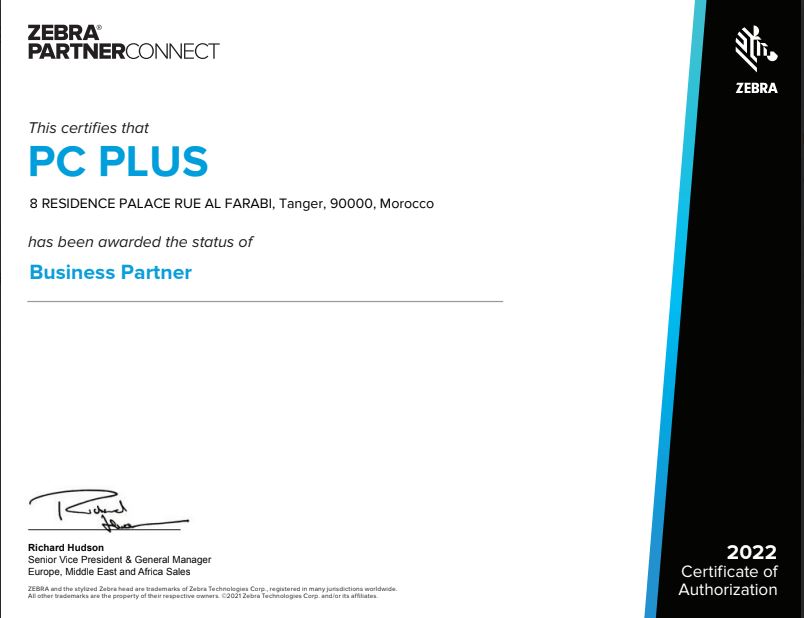 ZEBRA®
PARTNERCONNECT
ZEBRA
This certifies that
PC PLUS
8 RESIDENCE PALACE RUE AL FARABI, Tanger, 90000, Morocco
has been awarded the status of
Business Partner
Richard Hudson
Richard Hudson
Senior Vice President & General Manager
Europe, Middle East and Africa Sales
ZEBRA and the stylized Zebra head are trademarks of Zebra Technologies Corp., registered in many jurisdictions worldwide.
All other trademarks are the property of their respective owners. ©2021 Zebra Technologies Corp. and/or its affiliates.
2022
Certificate of
Authorization